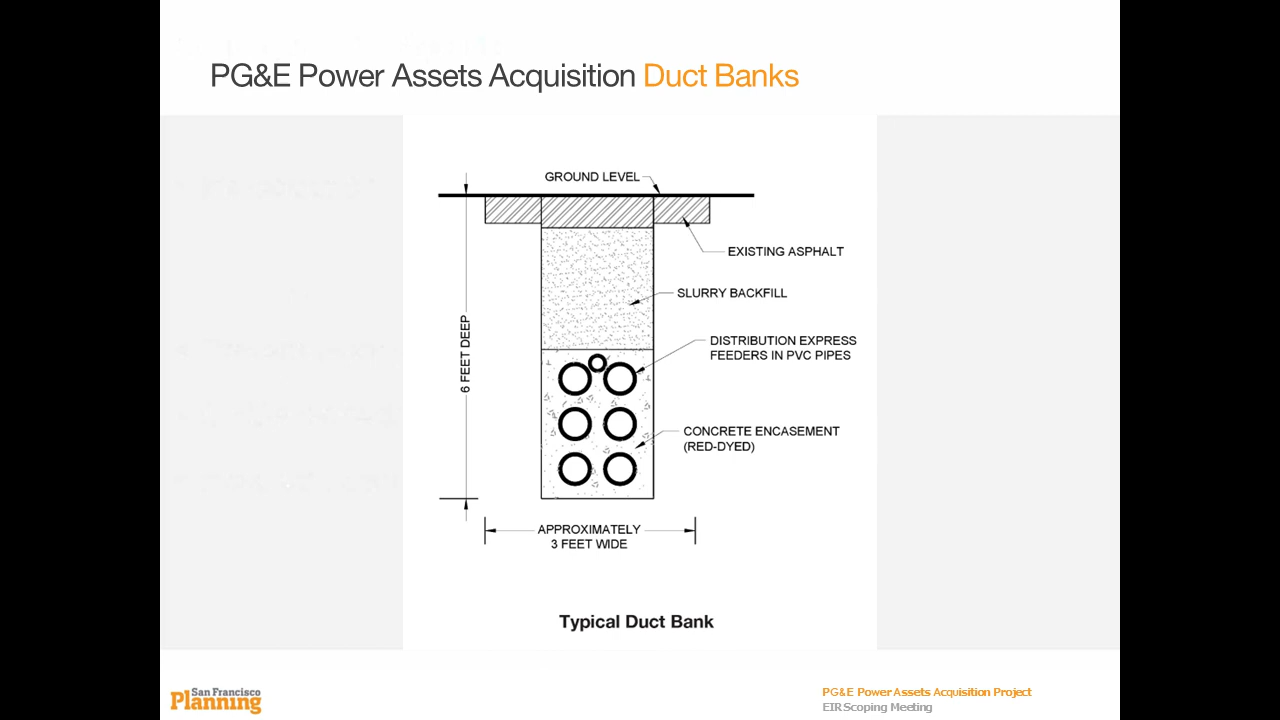 PG&E Power Assets Acquisition Duct Banks
GROUND LEVEL
EXISTING ASPHALT
SLURRY BACKFILL
6 FEET DEEP
DISTRIBUTION EXPRESS
FEEDERS IN PVC PIPES
CONCRETE ENCASEMENT
(RED-DYED)
APPROXIMATELY
3 FEET WIDE
Typical Duct Bank
San Francisco
Planning
PG&E Power Assets Acquisition Project
EIR Scoping Meeting